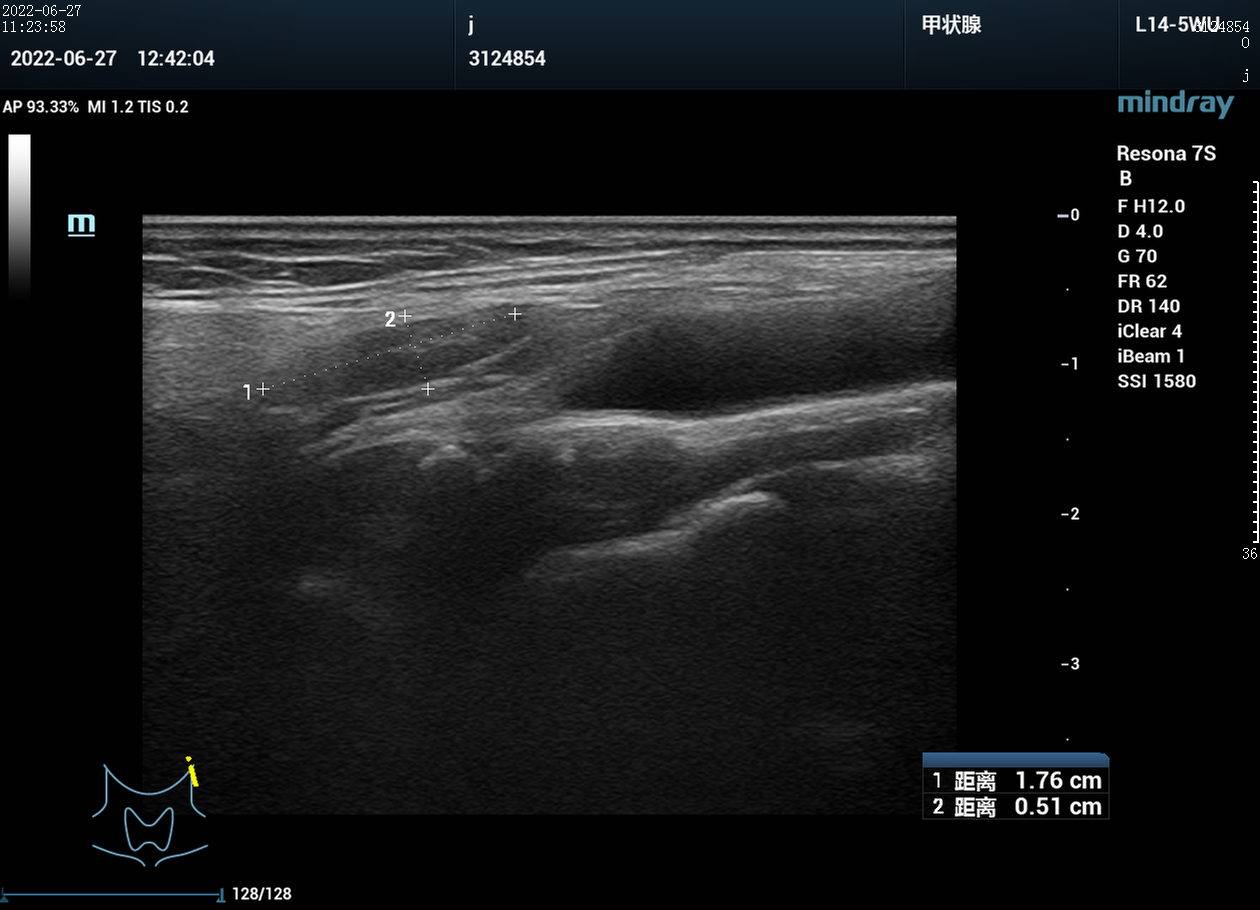 2022-06-27
11:23:58
2022-06-27 12:42:04
j
3124854
甲状腺
L14-5WU
3124854
0
j
AP 93.33% MI 1.2 TIS 0.2
mindray
Resona 7S
B
F H12.0
D 4.0
G 70
FR 62
DR 140
iClear 4
iBeam 1
SSI 1580
m
0
1
2
3
36
2
1
1 距离 1.76 cm
2 距离 0.51 cm
128/128